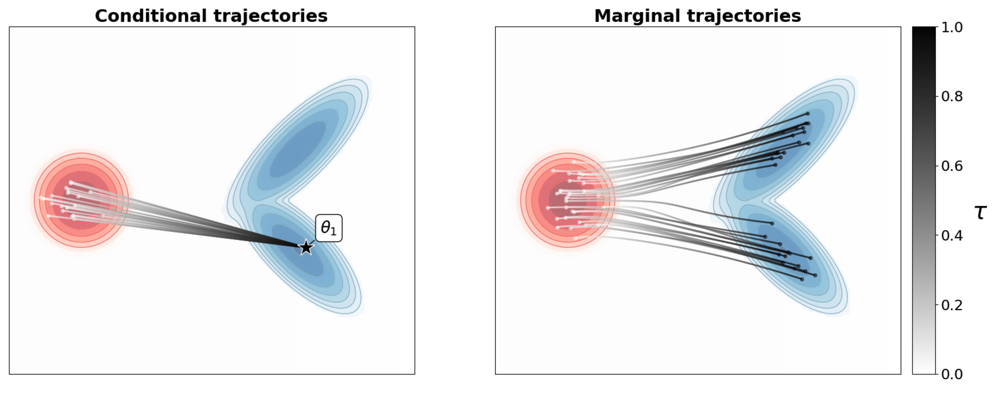 Conditional trajectories
Marginal trajectories
θ₁
1.0
0.8
0.6
0.4
0.2
0.0
τ